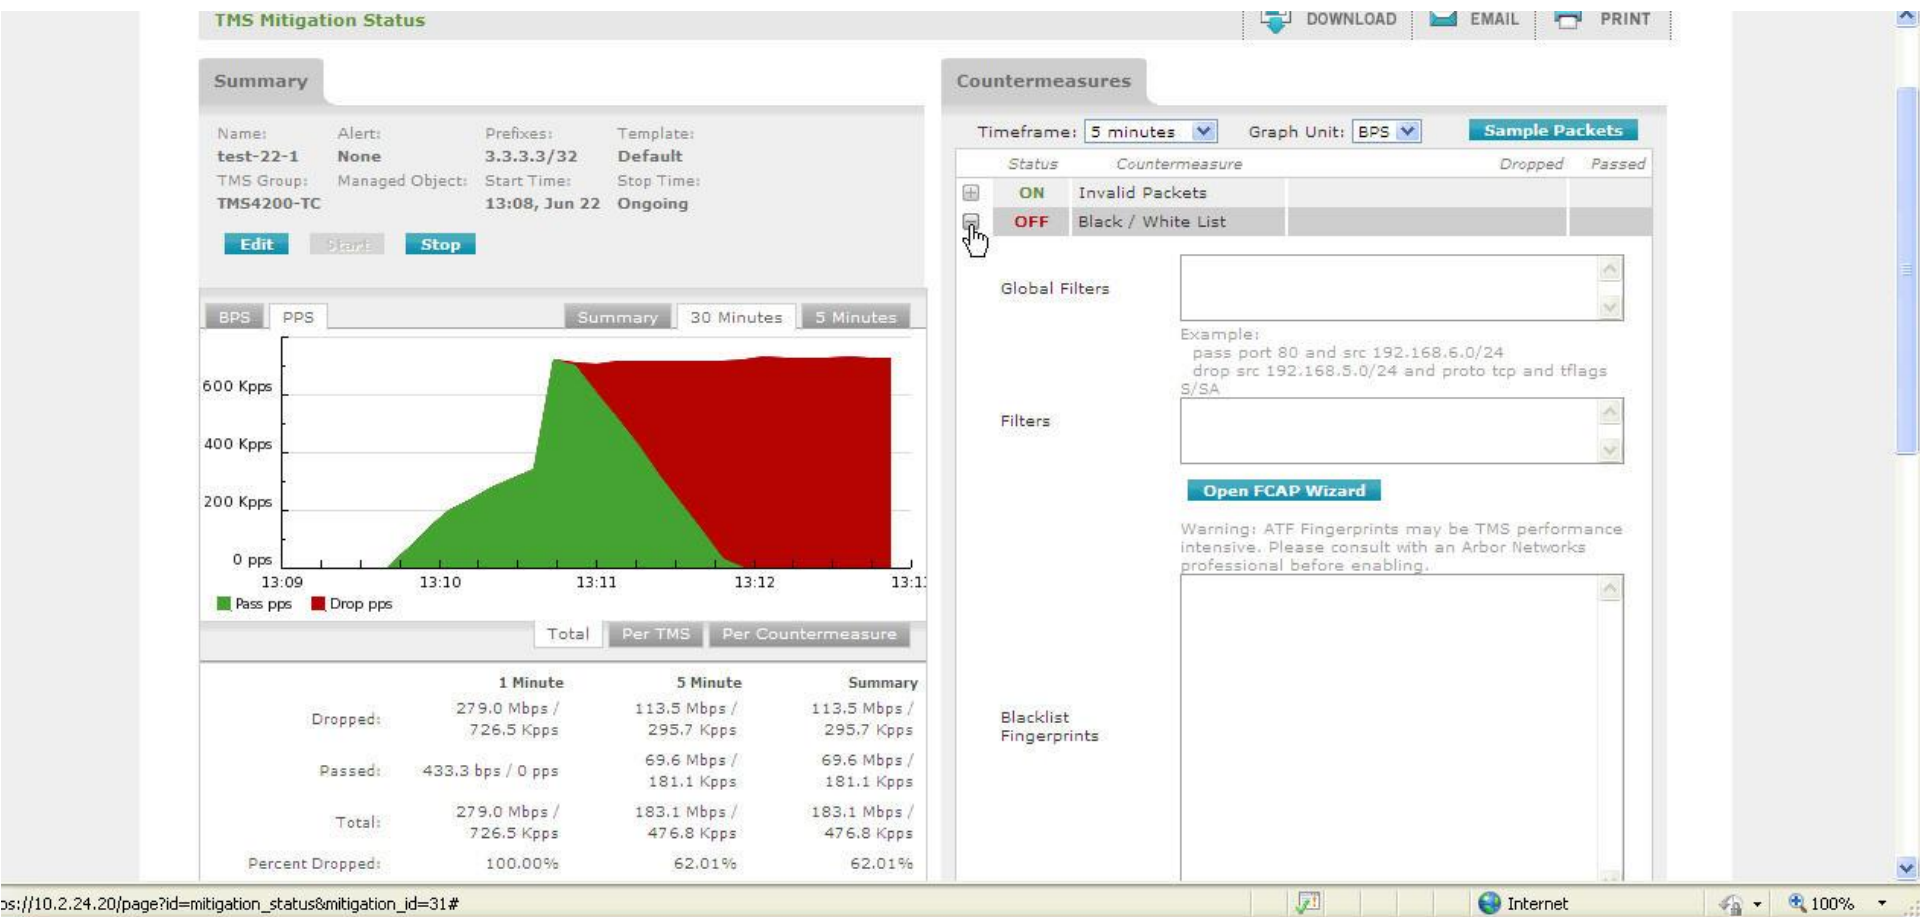 TMS Mitigation Status
DOWNLOAD EMAIL PRINT
Summary
Name: Alert: Prefixes: Template:
test-22-1 None 3.3.3.3/32 Default
TMS Group: Managed Object: Start Time: Stop Time:
TMS4200-TC 13:08, Jun 22 Ongoing
Edit Start Stop
BPS PPS Summary 30 Minutes 5 Minutes
600 Kpps
400 Kpps
200 Kpps
0 pps
13:09 13:10 13:11 13:12
Pass pps Drop pps
Total Per TMS Per Countermeasure
1 Minute 5 Minute Summary
Dropped: 279.0 Mbps / 113.5 Mbps / 113.5 Mbps /
726.5 Kpps 295.7 Kpps 295.7 Kpps
Passed: 433.3 bps / 0 pps 69.6 Mbps / 69.6 Mbps /
181.1 Kpps 181.1 Kpps
Total: 279.0 Mbps / 183.1 Mbps / 183.1 Mbps /
726.5 Kpps 476.8 Kpps 476.8 Kpps
Percent Dropped: 100.00% 62.01% 62.01%
Countermeasures
Timeframe: 5 minutes Graph Unit: BPS Sample Packets
Status Countermeasure Dropped Passed
ON Invalid Packets
OFF Black / White List
Global Filters
Example:
pass port 80 and src 192.168.6.0/24
drop src 192.168.5.0/24 and proto tcp and tflags
S/SA
Filters
Open FCAP Wizard
Warning: ATF Fingerprints may be TMS performance
intensive. Please consult with an Arbor Networks
professional before enabling.
Blacklist
Fingerprints
ps://10.2.24.20/page?id=mitigation_status&mitigation_id=31# Internet 100%